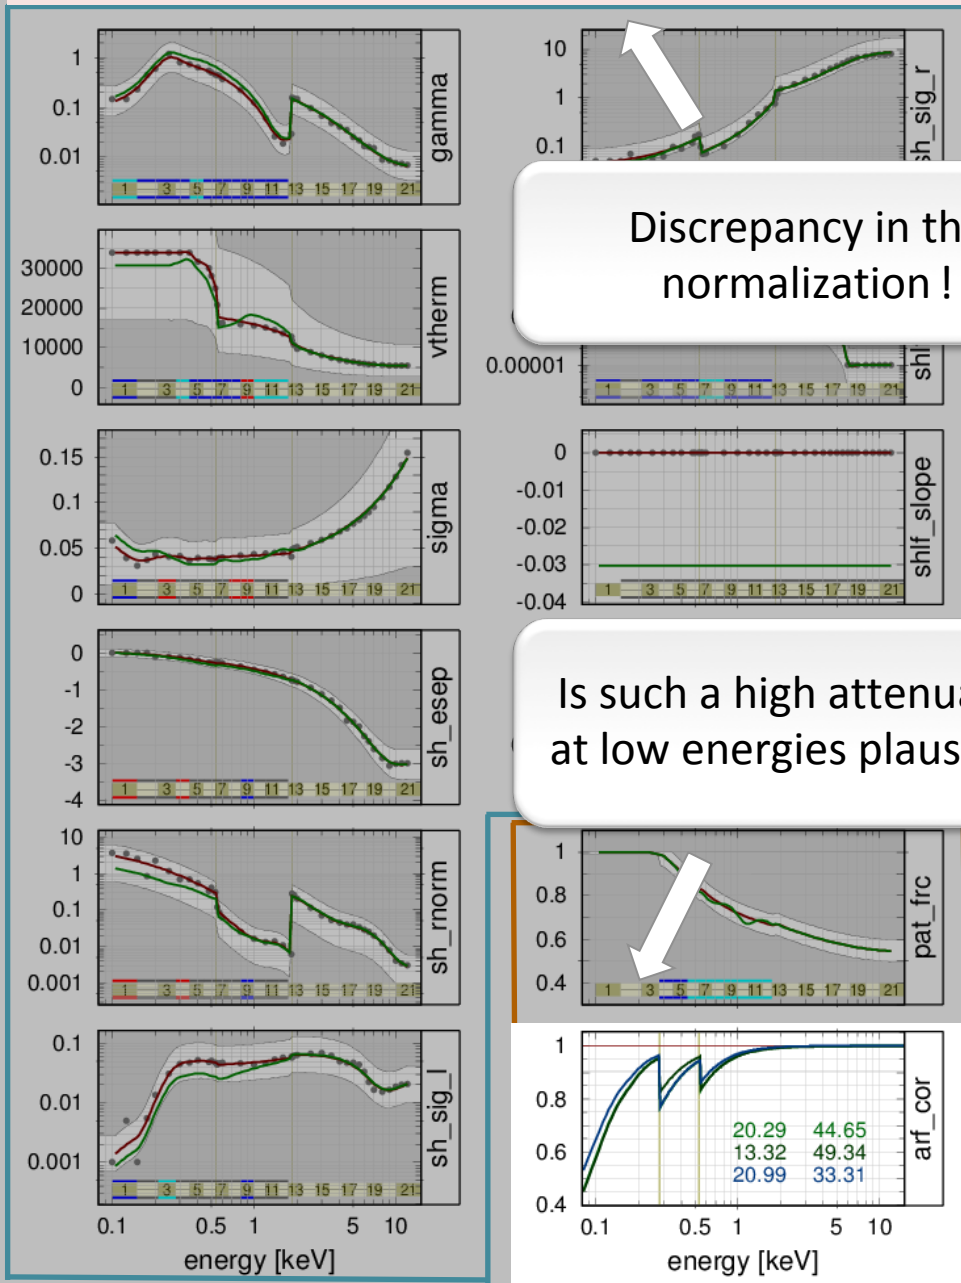 1
0.1
0.01
gamma
1 3 5 7 9 11 13 15 17 19 21
10
1
0.1
sh_sig_r
30000
20000
10000
0
vtherm
1 3 5 7 9 11 13 15 17 19 21
Discrepancy in th
normalization !
0.00001
shl
1 3 5 7 9 11 13 15 17 19 21
0.15
0.1
0.05
0
sigma
1 3 5 7 9 11 13 15 17 19 21
0
-0.01
-0.02
-0.03
-0.04
shlf_slope
1 3 5 7 9 11 13 15 17 19 21
0
-1
-2
-3
-4
sh_esep
1 3 5 7 9 11 13 15 17 19 21
Is such a high attenua
at low energies plaus
10
1
0.1
0.01
0.001
sh_rnorm
1 3 5 7 9 11 13 15 17 19 21
1
0.8
0.6
0.4
pat_frc
1 3 5 7 9 11 13 15 17 19 21
0.1
0.01
0.001
sh_sig_l
1 3 5 7 9 11 13 15 17 19 21
0.1 0.5 1 5 10
energy [keV]
1
0.8
0.6
0.4
arf_cor
20.29 44.65
13.32 49.34
20.99 33.31
0.1 0.5 1 5 10
energy [keV]